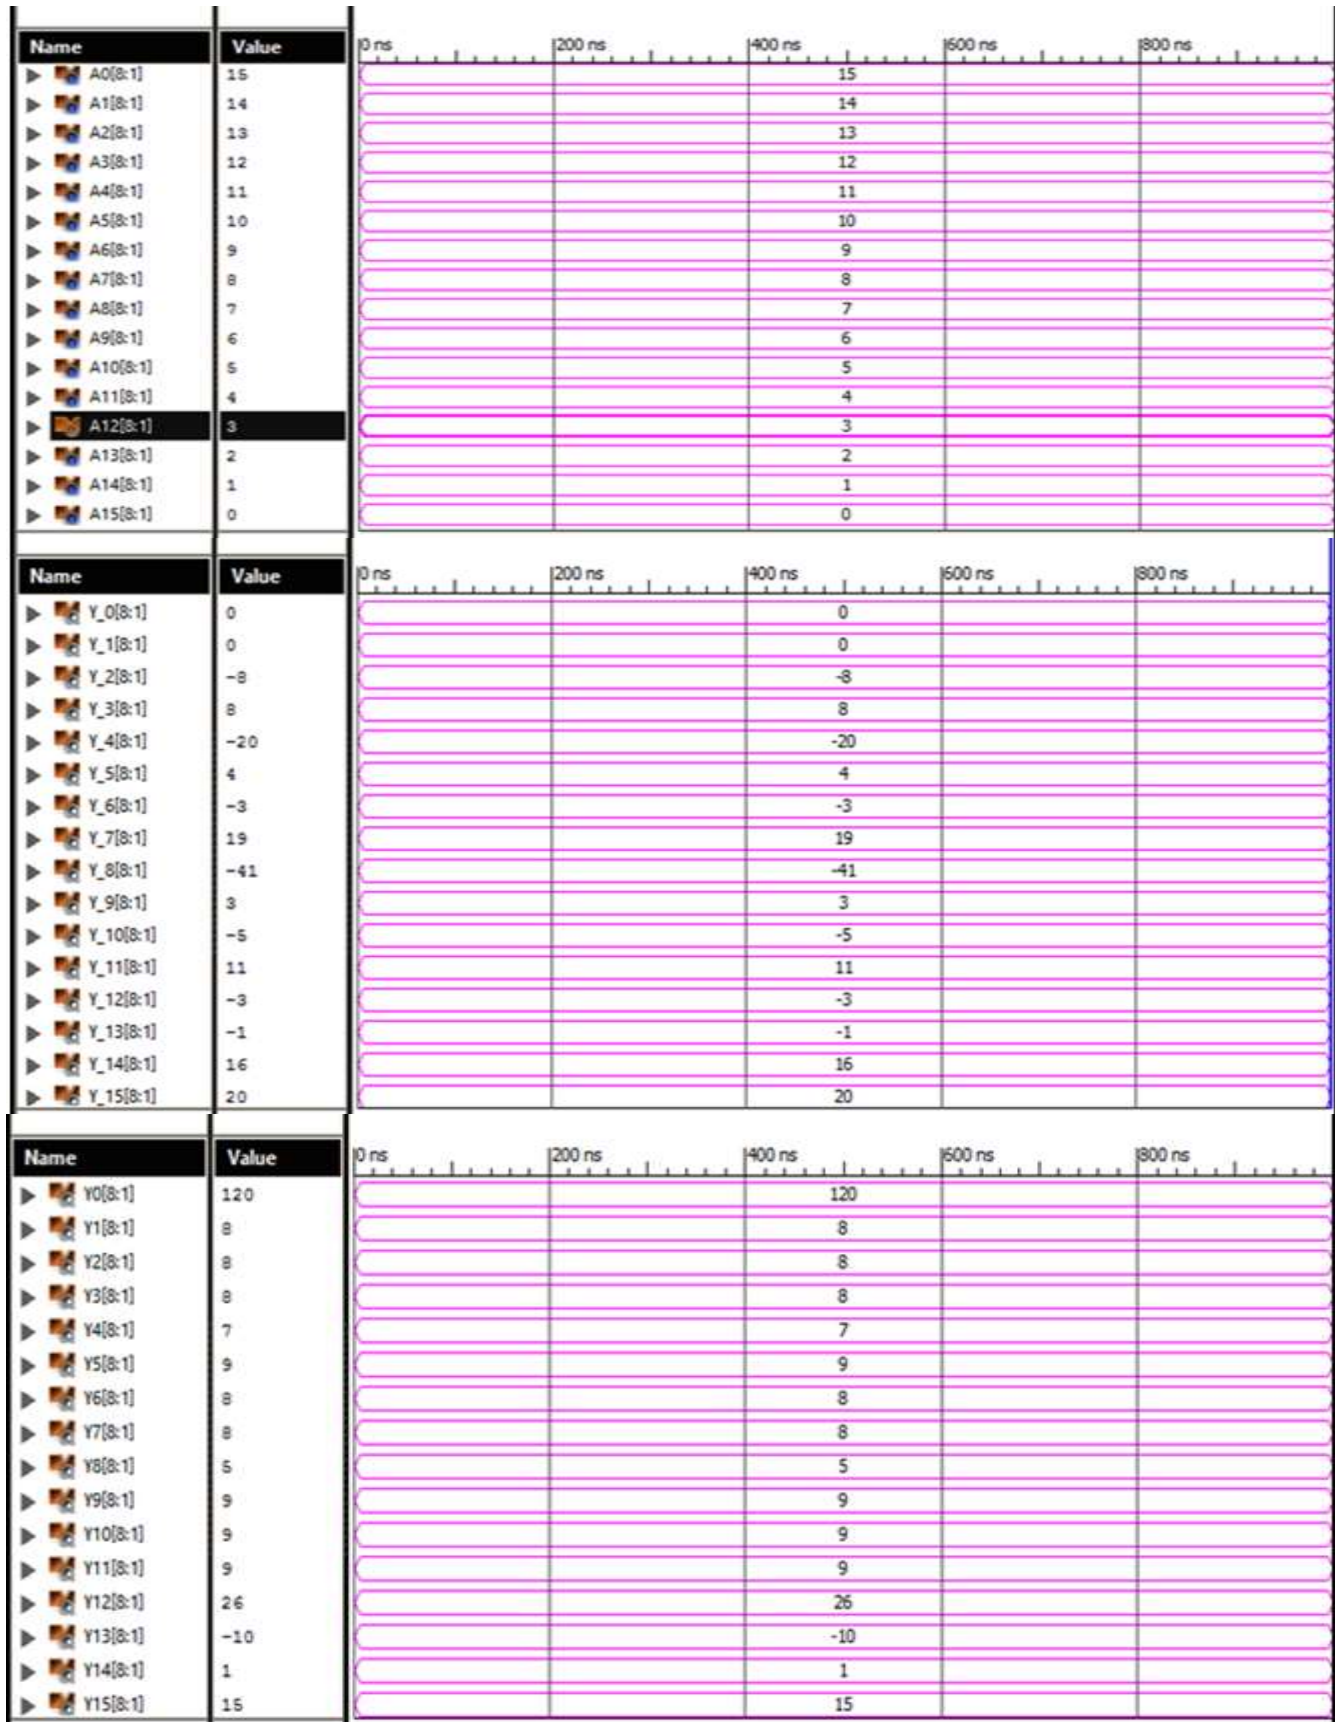 Name Value 0 ns 200 ns 400 ns 600 ns 800 ns
A0[8:1] 15 15
A1[8:1] 14 14
A2[8:1] 13 13
A3[8:1] 12 12
A4[8:1] 11 11
A5[8:1] 10 10
A6[8:1] 9 9
A7[8:1] 8 8
A8[8:1] 7 7
A9[8:1] 6 6
A10[8:1] 5 5
A11[8:1] 4 4
A12[8:1] 3 3
A13[8:1] 2 2
A14[8:1] 1 1
A15[8:1] 0 0
Name Value 0 ns 200 ns 400 ns 600 ns 800 ns
Y_0[8:1] 0 0
Y_1[8:1] 0 0
Y_2[8:1] -8 -8
Y_3[8:1] 8 8
Y_4[8:1] -20 -20
Y_5[8:1] 4 4
Y_6[8:1] -3 -3
Y_7[8:1] 19 19
Y_8[8:1] -41 -41
Y_9[8:1] 3 3
Y_10[8:1] -5 -5
Y_11[8:1] 11 11
Y_12[8:1] -3 -3
Y_13[8:1] -1 -1
Y_14[8:1] 16 16
Y_15[8:1] 20 20
Name Value 0 ns 200 ns 400 ns 600 ns 800 ns
Y0[8:1] 120 120
Y1[8:1] 8 8
Y2[8:1] 8 8
Y3[8:1] 8 8
Y4[8:1] 7 7
Y5[8:1] 9 9
Y6[8:1] 8 8
Y7[8:1] 8 8
Y8[8:1] 5 5
Y9[8:1] 9 9
Y10[8:1] 9 9
Y11[8:1] 9 9
Y12[8:1] 26 26
Y13[8:1] -10 -10
Y14[8:1] 1 1
Y15[8:1] 15 15